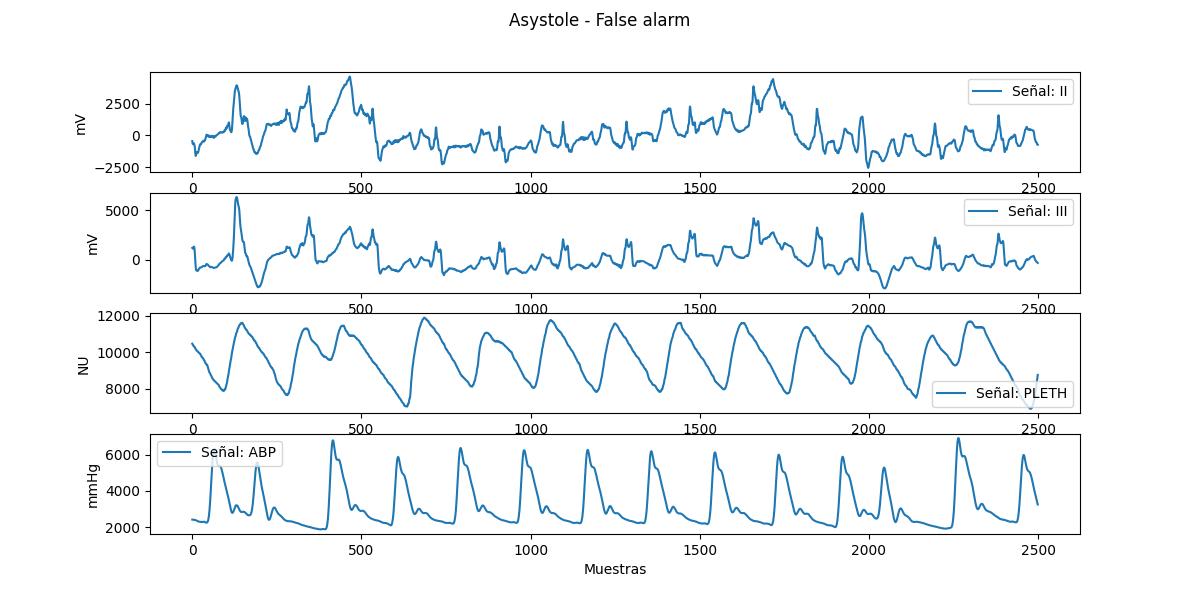 Asystole - False alarm
2500
0
−2500
mV
Señal: II
0 500 1000 1500 2000 2500
5000
0
mV
Señal: III
0 500 1000 1500 2000 2500
12000
10000
8000
NU
Señal: PLETH
0 500 1000 1500 2000 2500
6000
4000
2000
mmHg
Señal: ABP
0 500 1000 1500 2000 2500
Muestras